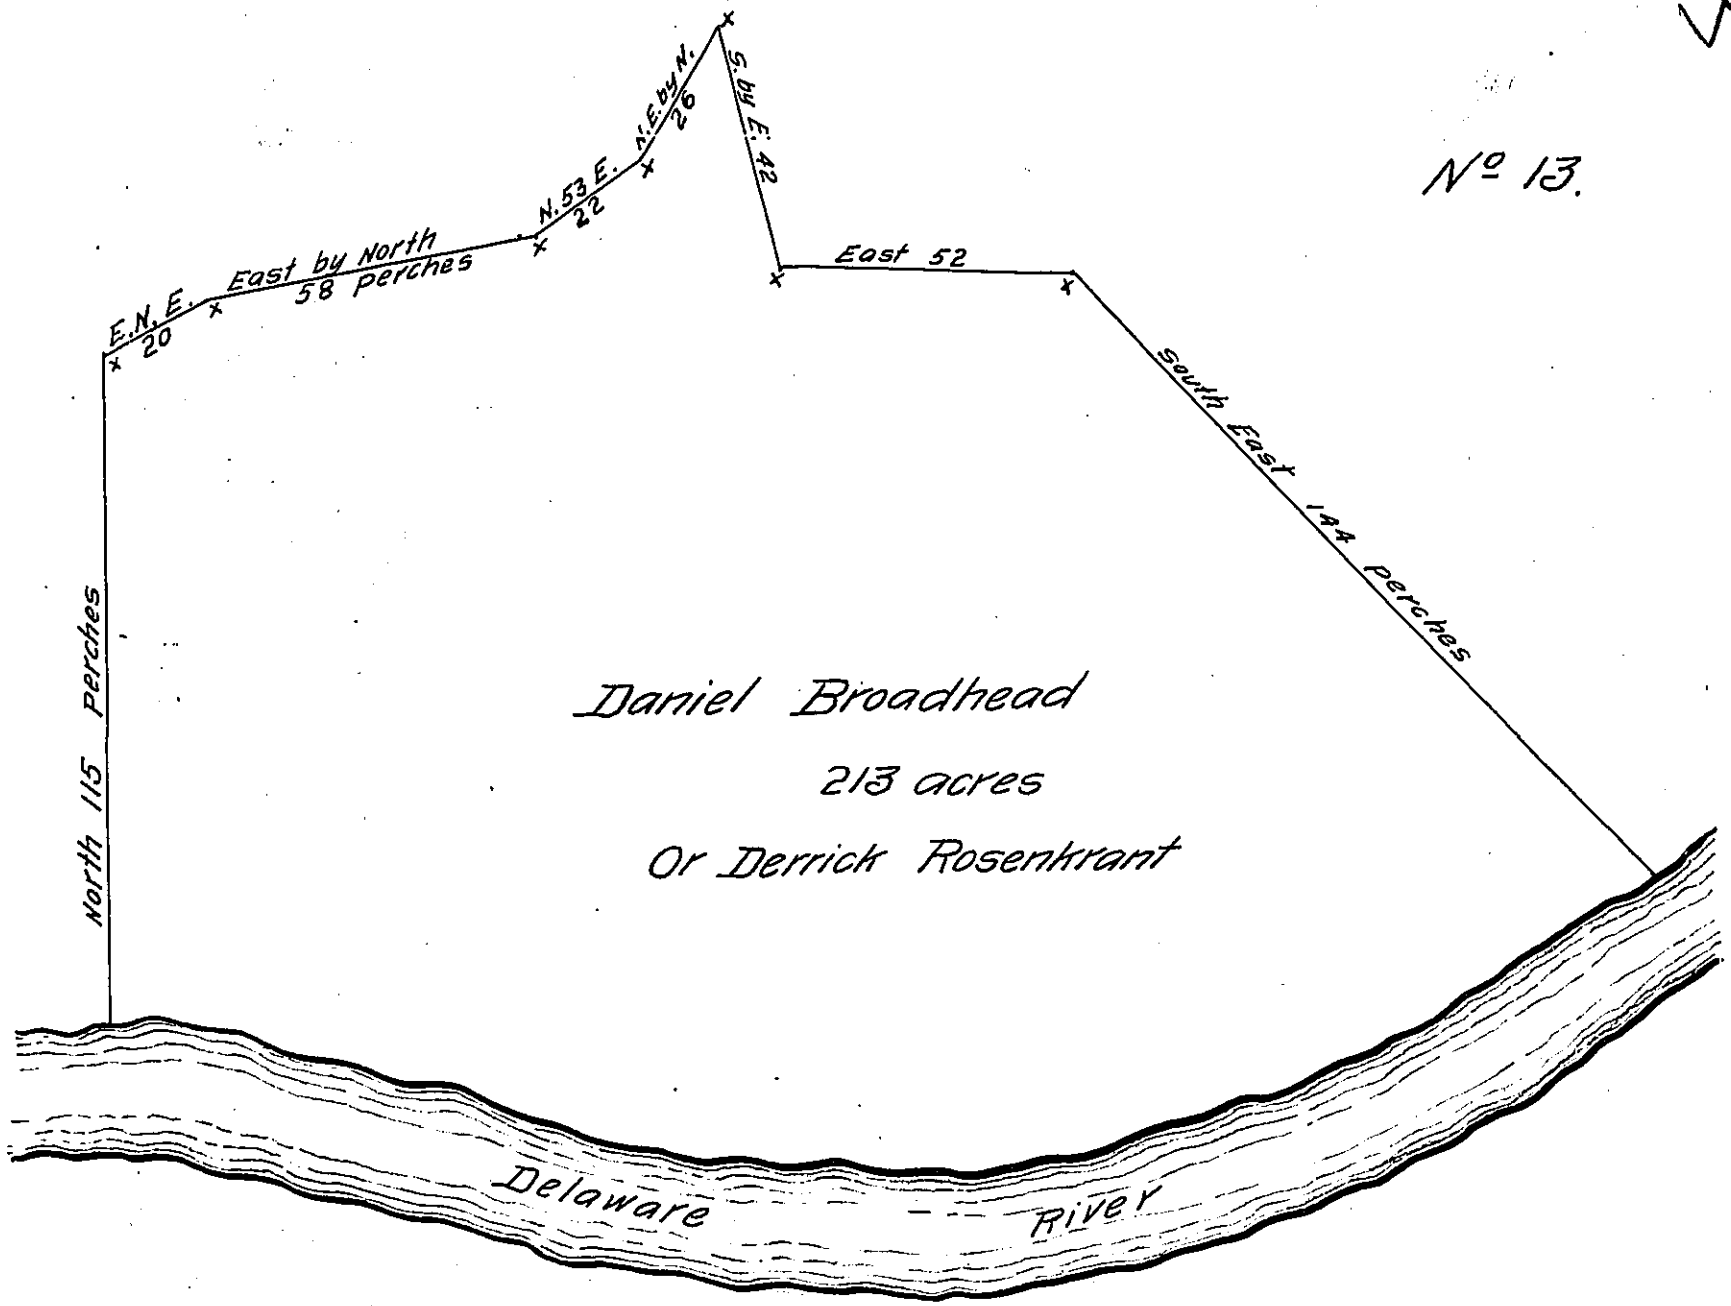 Nº 13.
N.E. by N.
26
S. by E. 42
N. 53 E.
22
East by North
58 perches
East 52
E.N.E.
20
South East 144 perches
North 115 Perches
Daniel Broadhead
213 acres
Or Derrick Rosenkrant
Delaware River